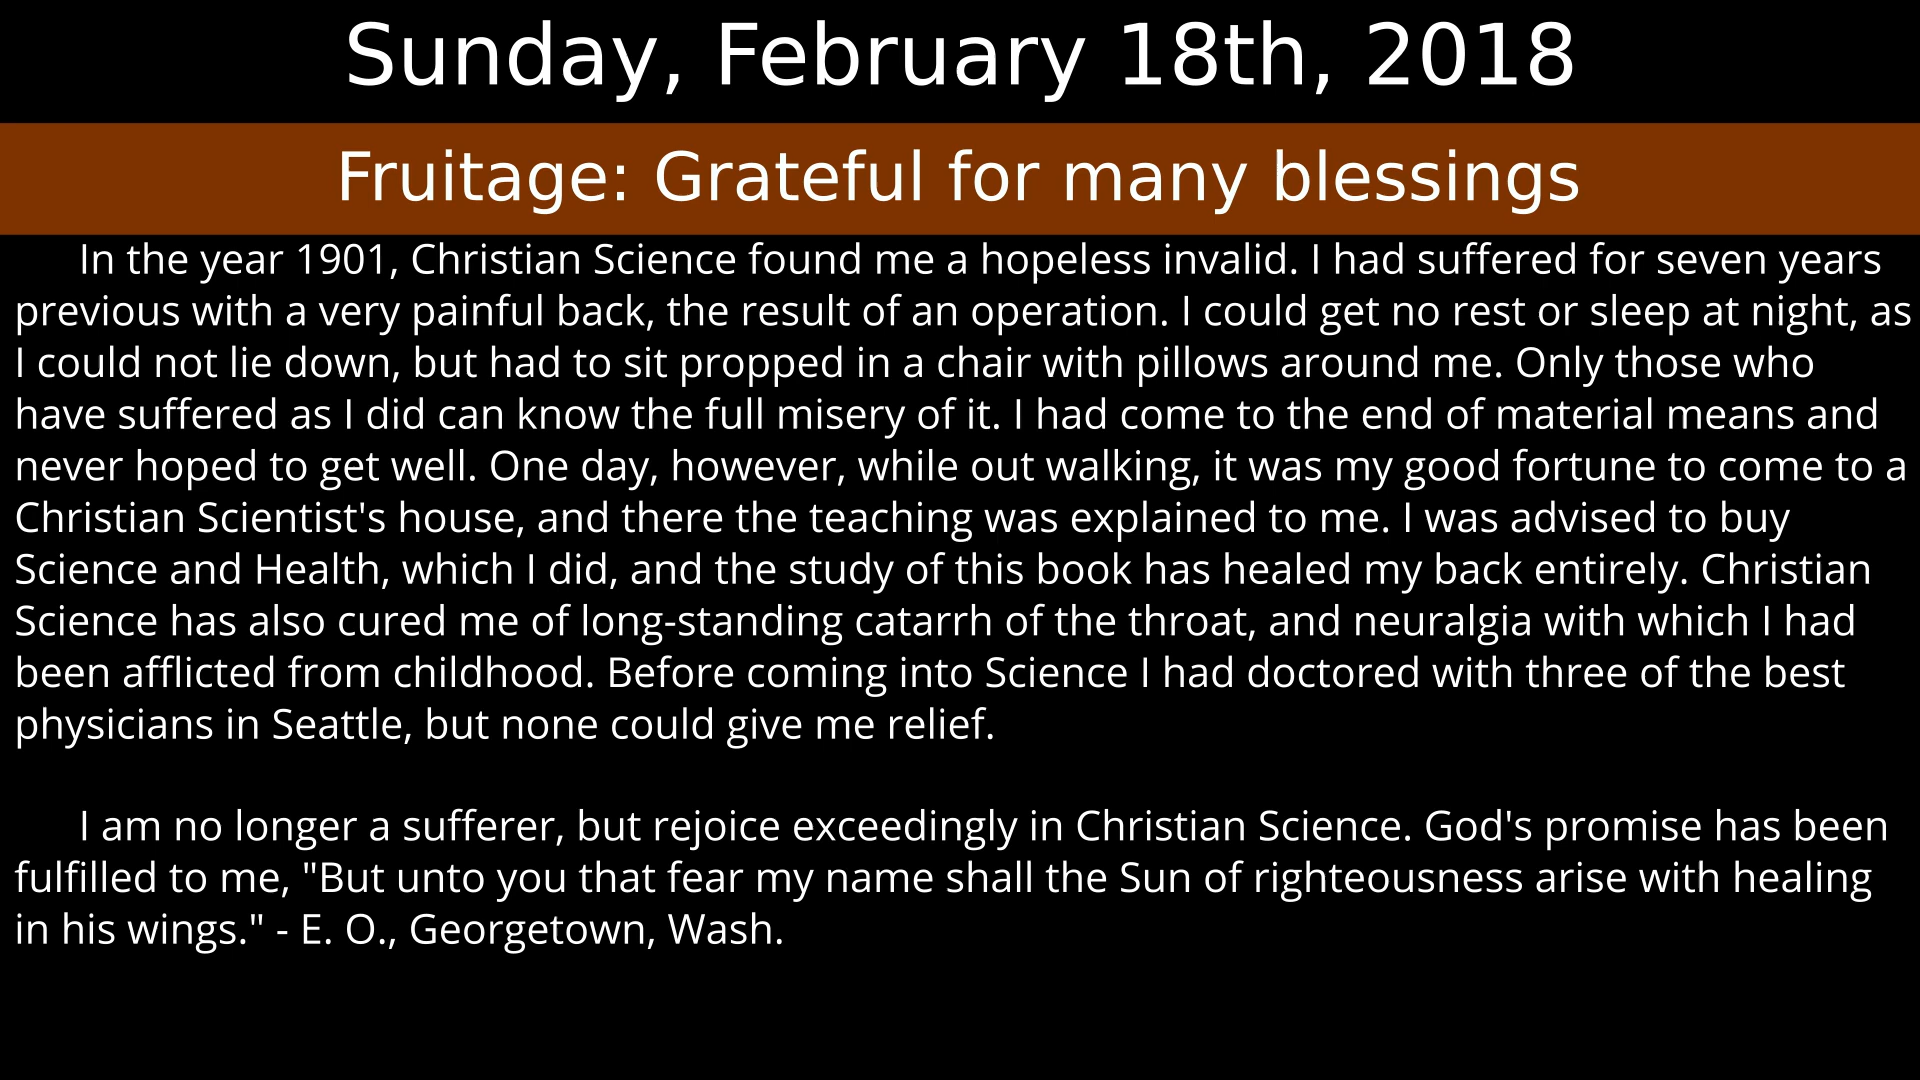 Sunday, February 18th, 2018
Fruitage: Grateful for many blessings
In the year 1901, Christian Science found me a hopeless invalid. I had suffered for seven years
previous with a very painful back, the result of an operation. I could get no rest or sleep at night, as
I could not lie down, but had to sit propped in a chair with pillows around me. Only those who
have suffered as I did can know the full misery of it. I had come to the end of material means and
never hoped to get well. One day, however, while out walking, it was my good fortune to come to a
Christian Scientist's house, and there the teaching was explained to me. I was advised to buy
Science and Health, which I did, and the study of this book has healed my back entirely. Christian
Science has also cured me of long-standing catarrh of the throat, and neuralgia with which I had
been afflicted from childhood. Before coming into Science I had doctored with three of the best
physicians in Seattle, but none could give me relief.
I am no longer a sufferer, but rejoice exceedingly in Christian Science. God's promise has been
fulfilled to me, "But unto you that fear my name shall the Sun of righteousness arise with healing
in his wings." - E. O., Georgetown, Wash.